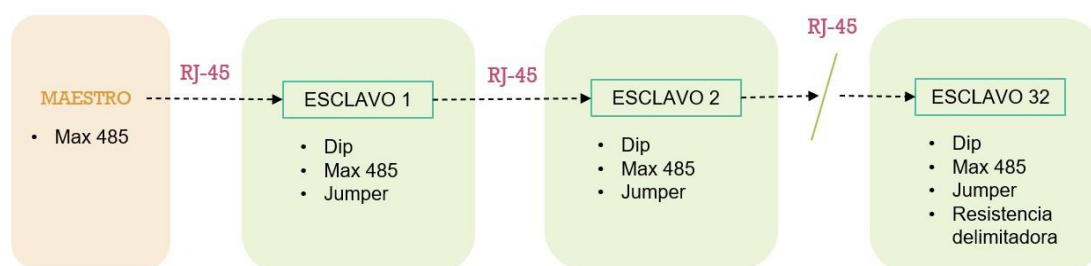 MAESTRO
• Max 485
RJ-45
ESCLAVO 1
• Dip
• Max 485
• Jumper
RJ-45
ESCLAVO 2
• Dip
• Max 485
• Jumper
RJ-45
ESCLAVO 32
• Dip
• Max 485
• Jumper
• Resistencia
delimitadora